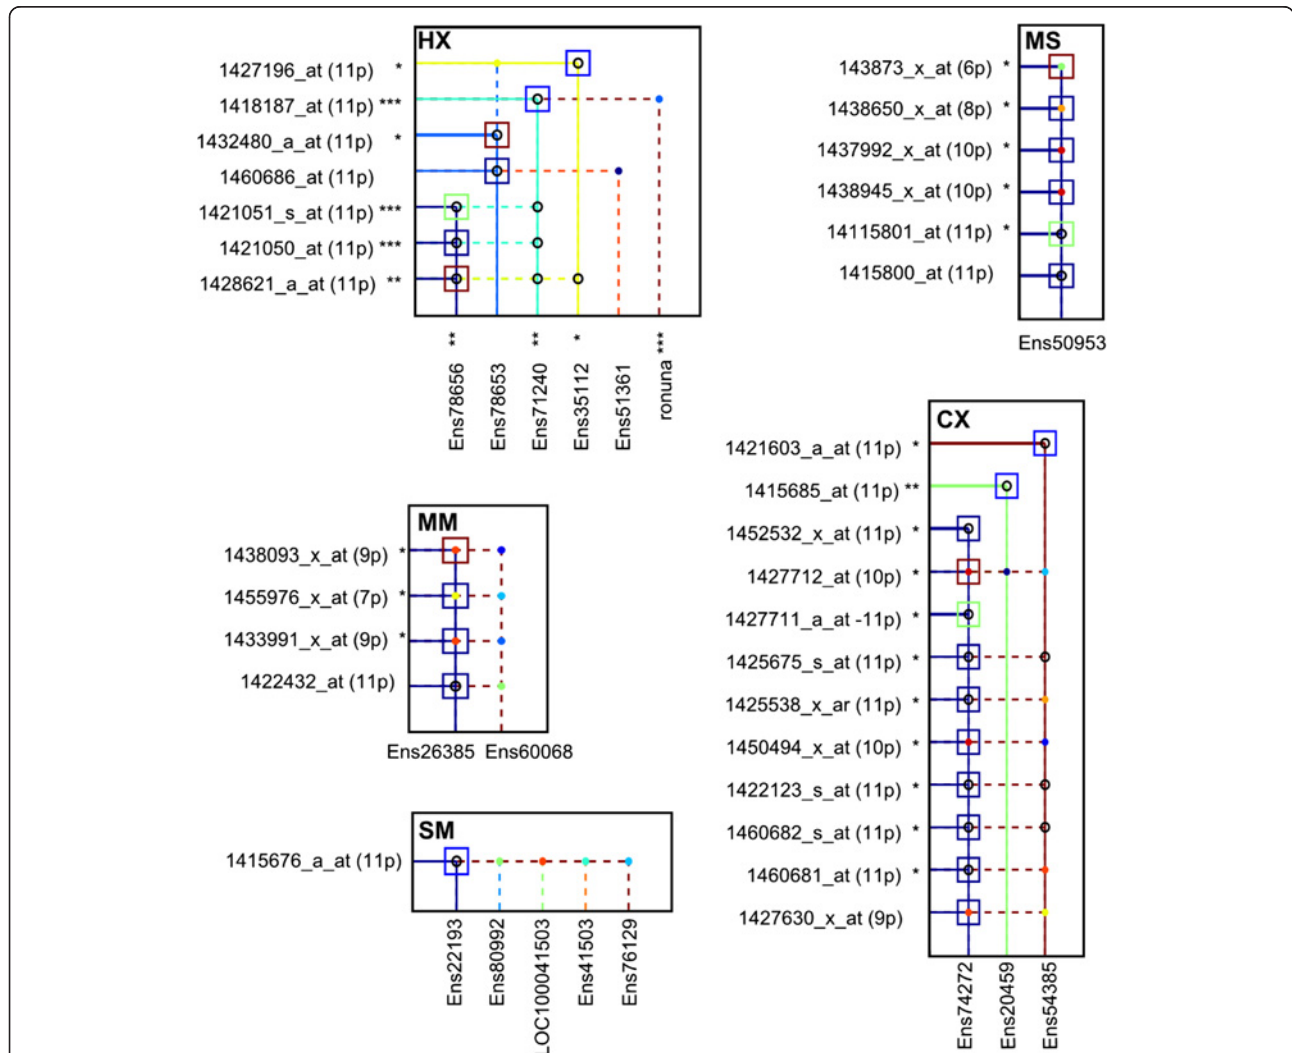 HX
1427196_at (11p) *
1418187_at (11p) ***
1432480_a_at (11p) *
1460686_at (11p)
1421051_s_at (11p) ***
1421050_at (11p) ***
1428621_a_at (11p) **
Ens78656 **
Ens78653
Ens71240 **
Ens35112 *
Ens51361
ronuna ***
MS
143873_x_at (6p) *
1438650_x_at (8p) *
1437992_x_at (10p) *
1438945_x_at (10p) *
14115801_at (11p) *
1415800_at (11p)
Ens50953
MM
1438093_x_at (9p) *
1455976_x_at (7p) *
1433991_x_at (9p) *
1422432_at (11p)
Ens26385 Ens60068
SM
1415676_a_at (11p)
Ens22193
Ens80992
LOC100041503
Ens41503
Ens76129
CX
1421603_a_at (11p) *
1415685_at (11p) **
1452532_x_at (11p) *
1427712_at (10p) *
1427711_a_at -11p) *
1425675_s_at (11p) *
1425538_x_ar (11p) *
1450494_x_at (10p) *
1422123_s_at (11p) *
1460682_s_at (11p) *
1460681_at (11p) *
1427630_x_at (9p)
Ens74272
Ens20459
Ens54385